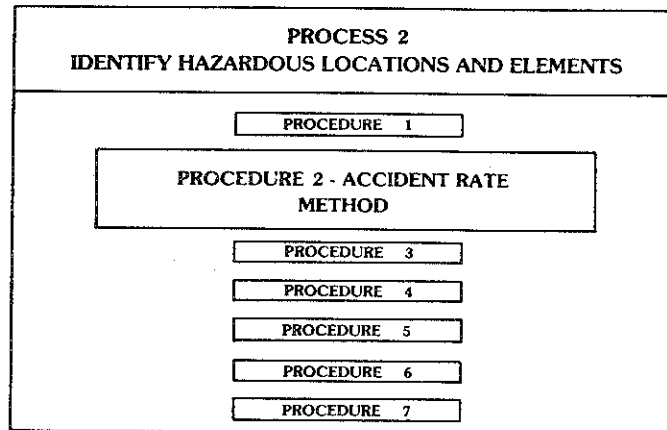 PROCESS 2
IDENTIFY HAZARDOUS LOCATIONS AND ELEMENTS
PROCEDURE 1
PROCEDURE 2 - ACCIDENT RATE
METHOD
PROCEDURE 3
PROCEDURE 4
PROCEDURE 5
PROCEDURE 6
PROCEDURE 7